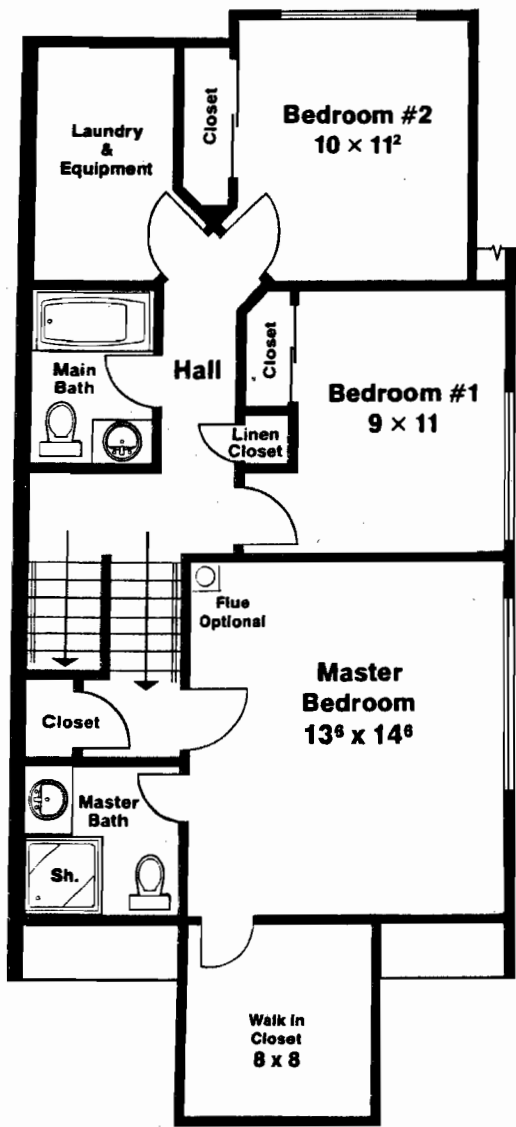 Laundry
&
Equipment
Closet
Bedroom #2
10 × 11²
Main
Bath
Hall
Closet
Bedroom #1
9 × 11
Linen
Closet
Flue
Optional
Master
Bedroom
13⁶ x 14⁶
Closet
Master
Bath
Sh.
Walk in
Closet
8 x 8